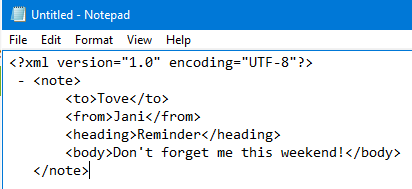 Untitled - Notepad
File Edit Format View Help
<?xml version="1.0" encoding="UTF-8"?>
- <note>
<to>Tove</to>
<from>Jani</from>
<heading>Reminder</heading>
<body>Don't forget me this weekend!</body>
</note>